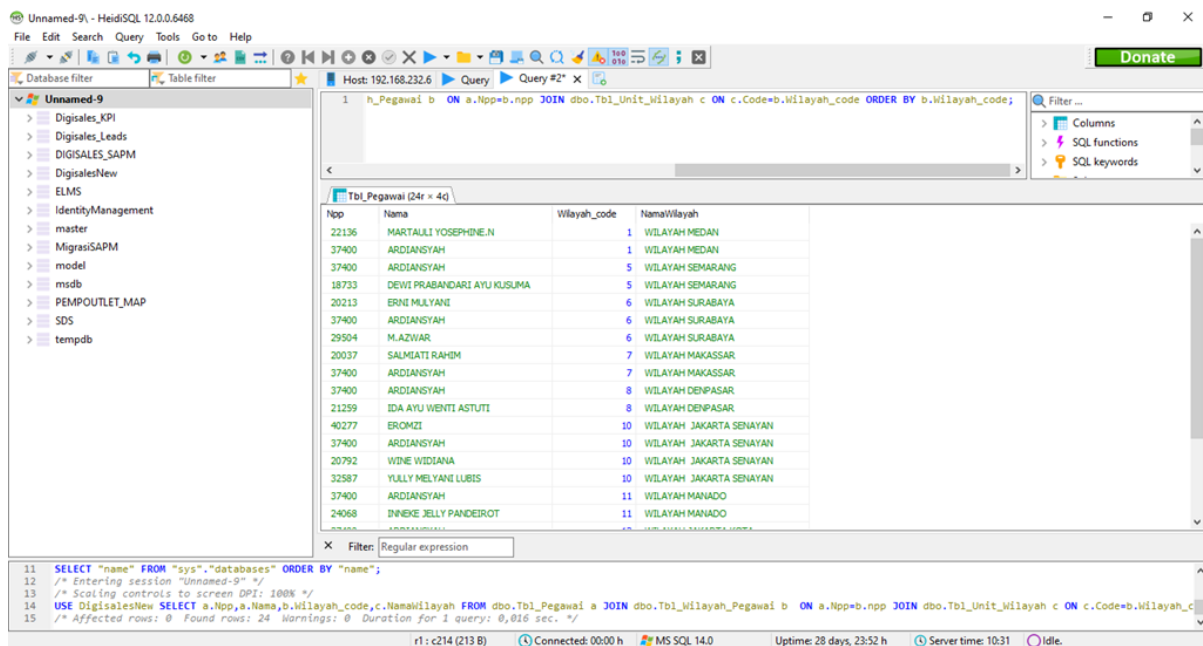 Unnamed-9\ - HeidiSQL 12.0.0.6468
File Edit Search Query Tools Go to Help
Donate
Database filter Table filter Host: 192.168.232.6 Query Query #2*
Unnamed-9
Digisales_KPI
Digisales_Leads
DIGISALES_SAPM
DigisalesNew
ELMS
IdentityManagement
master
MigrasiSAPM
model
msdb
PEMPOUTLET_MAP
SDS
tempdb
1 h_Pegawai b ON a.Npp=b.npp JOIN dbo.Tbl_Unit_Wilayah c ON c.Code=b.Wilayah_code ORDER BY b.Wilayah_code;
Filter ...
Columns
SQL functions
SQL keywords
Tbl_Pegawai (24r × 4c)
Npp Nama Wilayah_code NamaWilayah
22136 MARTAULI YOSEPHINE.N 1 WILAYAH MEDAN
37400 ARDIANSYAH 1 WILAYAH MEDAN
37400 ARDIANSYAH 5 WILAYAH SEMARANG
18733 DEWI PRABANDARI AYU KUSUMA 5 WILAYAH SEMARANG
20213 ERNI MULYANI 6 WILAYAH SURABAYA
37400 ARDIANSYAH 6 WILAYAH SURABAYA
29504 M.AZWAR 6 WILAYAH SURABAYA
20037 SALMIATI RAHIM 7 WILAYAH MAKASSAR
37400 ARDIANSYAH 7 WILAYAH MAKASSAR
37400 ARDIANSYAH 8 WILAYAH DENPASAR
21259 IDA AYU WENTI ASTUTI 8 WILAYAH DENPASAR
40277 EROMZI 10 WILAYAH JAKARTA SENAYAN
37400 ARDIANSYAH 10 WILAYAH JAKARTA SENAYAN
20792 WINE WIDIANA 10 WILAYAH JAKARTA SENAYAN
32587 YULLY MELYANI LUBIS 10 WILAYAH JAKARTA SENAYAN
37400 ARDIANSYAH 11 WILAYAH MANADO
24068 INNEKE JELLY PANDEIROT 11 WILAYAH MANADO
Filter: Regular expression
11 SELECT "name" FROM "sys"."databases" ORDER BY "name";
12 /* Entering session "Unnamed-9" */
13 /* Scaling controls to screen DPI: 100% */
14 USE DigisalesNew SELECT a.Npp,a.Nama,b.Wilayah_code,c.NamaWilayah FROM dbo.Tbl_Pegawai a JOIN dbo.Tbl_Wilayah_Pegawai b ON a.Npp=b.npp JOIN dbo.Tbl_Unit_Wilayah c ON c.Code=b.Wilayah_c
15 /* Affected rows: 0 Found rows: 24 Warnings: 0 Duration for 1 query: 0,016 sec. */
r1 : c214 (213 B) Connected: 00:00 h MS SQL 14.0 Uptime: 28 days, 23:52 h Server time: 10:31 Idle.